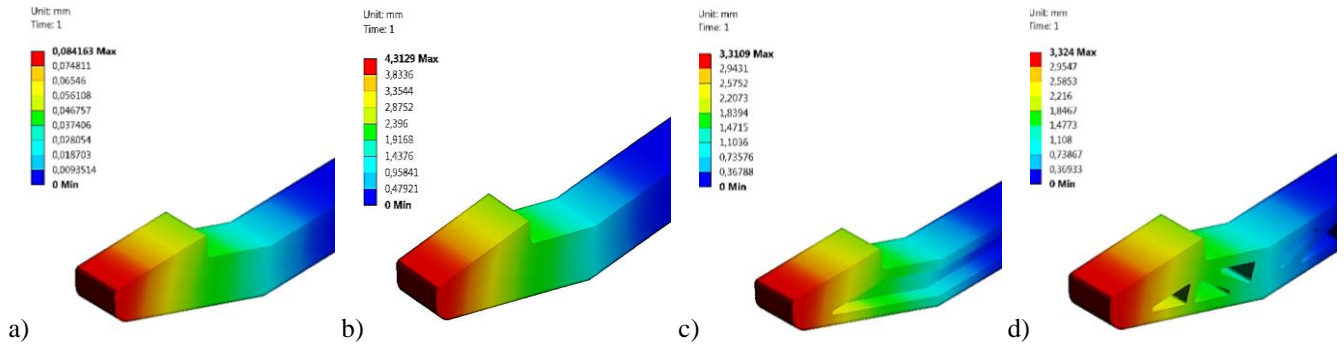 Unit: mm
Time: 1
0,084163 Max
0,074811
0,06546
0,056108
0,046757
0,037406
0,028054
0,018703
0,0093514
0 Min
a)
Unit: mm
Time: 1
4,3129 Max
3,8336
3,3544
2,8752
2,396
1,9168
1,4376
0,95841
0,47921
0 Min
b)
Unit: mm
Time: 1
3,3109 Max
2,9431
2,5752
2,2073
1,8394
1,4715
1,1036
0,73576
0,36788
0 Min
c)
Unit: mm
Time: 1
3,324 Max
2,9547
2,5853
2,216
1,8467
1,4773
1,108
0,73867
0,36933
0 Min
d)